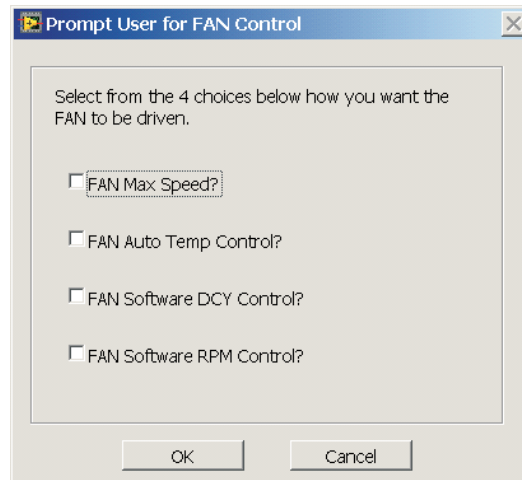 Prompt User for FAN Control
Select from the 4 choices below how you want the
FAN to be driven.
FAN Max Speed?
FAN Auto Temp Control?
FAN Software DCY Control?
FAN Software RPM Control?
OK
Cancel